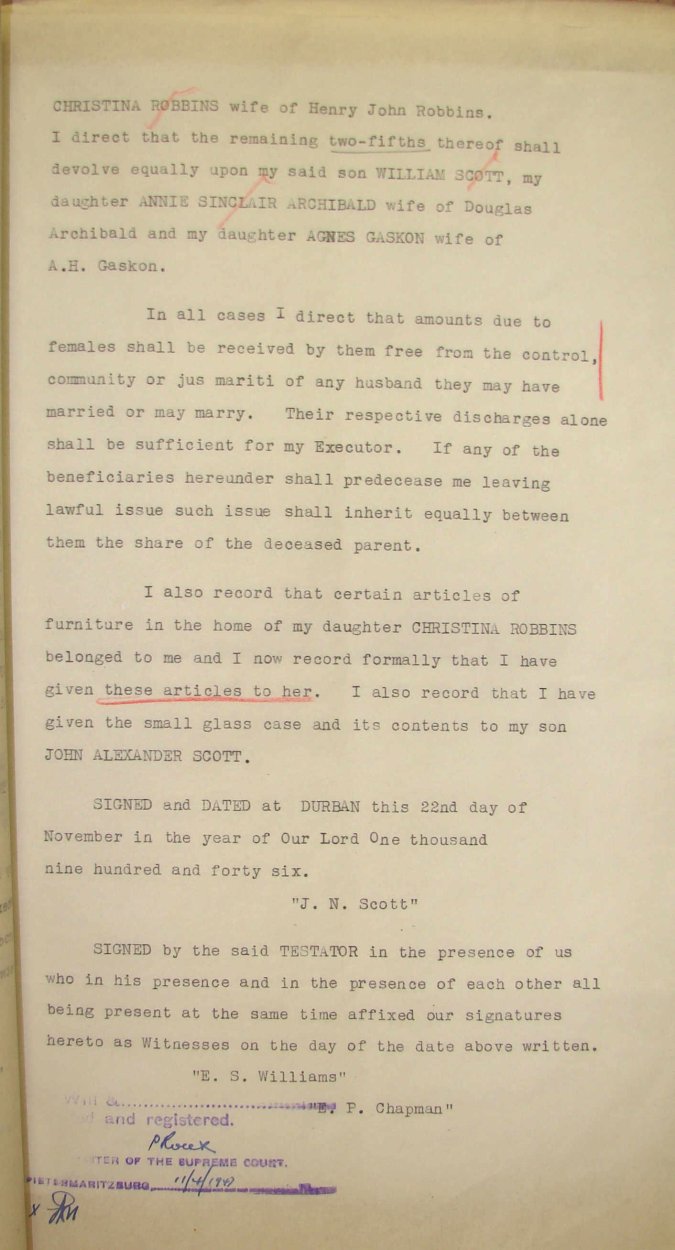 CHRISTINA ROBBINS wife of Henry John Robbins.
I direct that the remaining two-fifths thereof shall
devolve equally upon my said son WILLIAM SCOTT, my
daughter ANNIE SINCLAIR ARCHIBALD wife of Douglas
Archibald and my daughter AGNES GASKON wife of
A.H. Gaskon.
In all cases I direct that amounts due to
females shall be received by them free from the control,
community or jus mariti of any husband they may have
married or may marry. Their respective discharges alone
shall be sufficient for my Executor. If any of the
beneficiaries hereunder shall predecease me leaving
lawful issue such issue shall inherit equally between
them the share of the deceased parent.
I also record that certain articles of
furniture in the home of my daughter CHRISTINA ROBBINS
belonged to me and I now record formally that I have
given these articles to her. I also record that I have
given the small glass case and its contents to my son
JOHN ALEXANDER SCOTT.
SIGNED and DATED at DURBAN this 22nd day of
November in the year of Our Lord One thousand
nine hundred and forty six.
"J. N. Scott"
SIGNED by the said TESTATOR in the presence of us
who in his presence and in the presence of each other all
being present at the same time affixed our signatures
hereto as Witnesses on the day of the date above written.
"E. S. Williams"
"E. P. Chapman"
Will &
and registered.
OF THE SUPREME COURT.
PIETERMARITZBURG